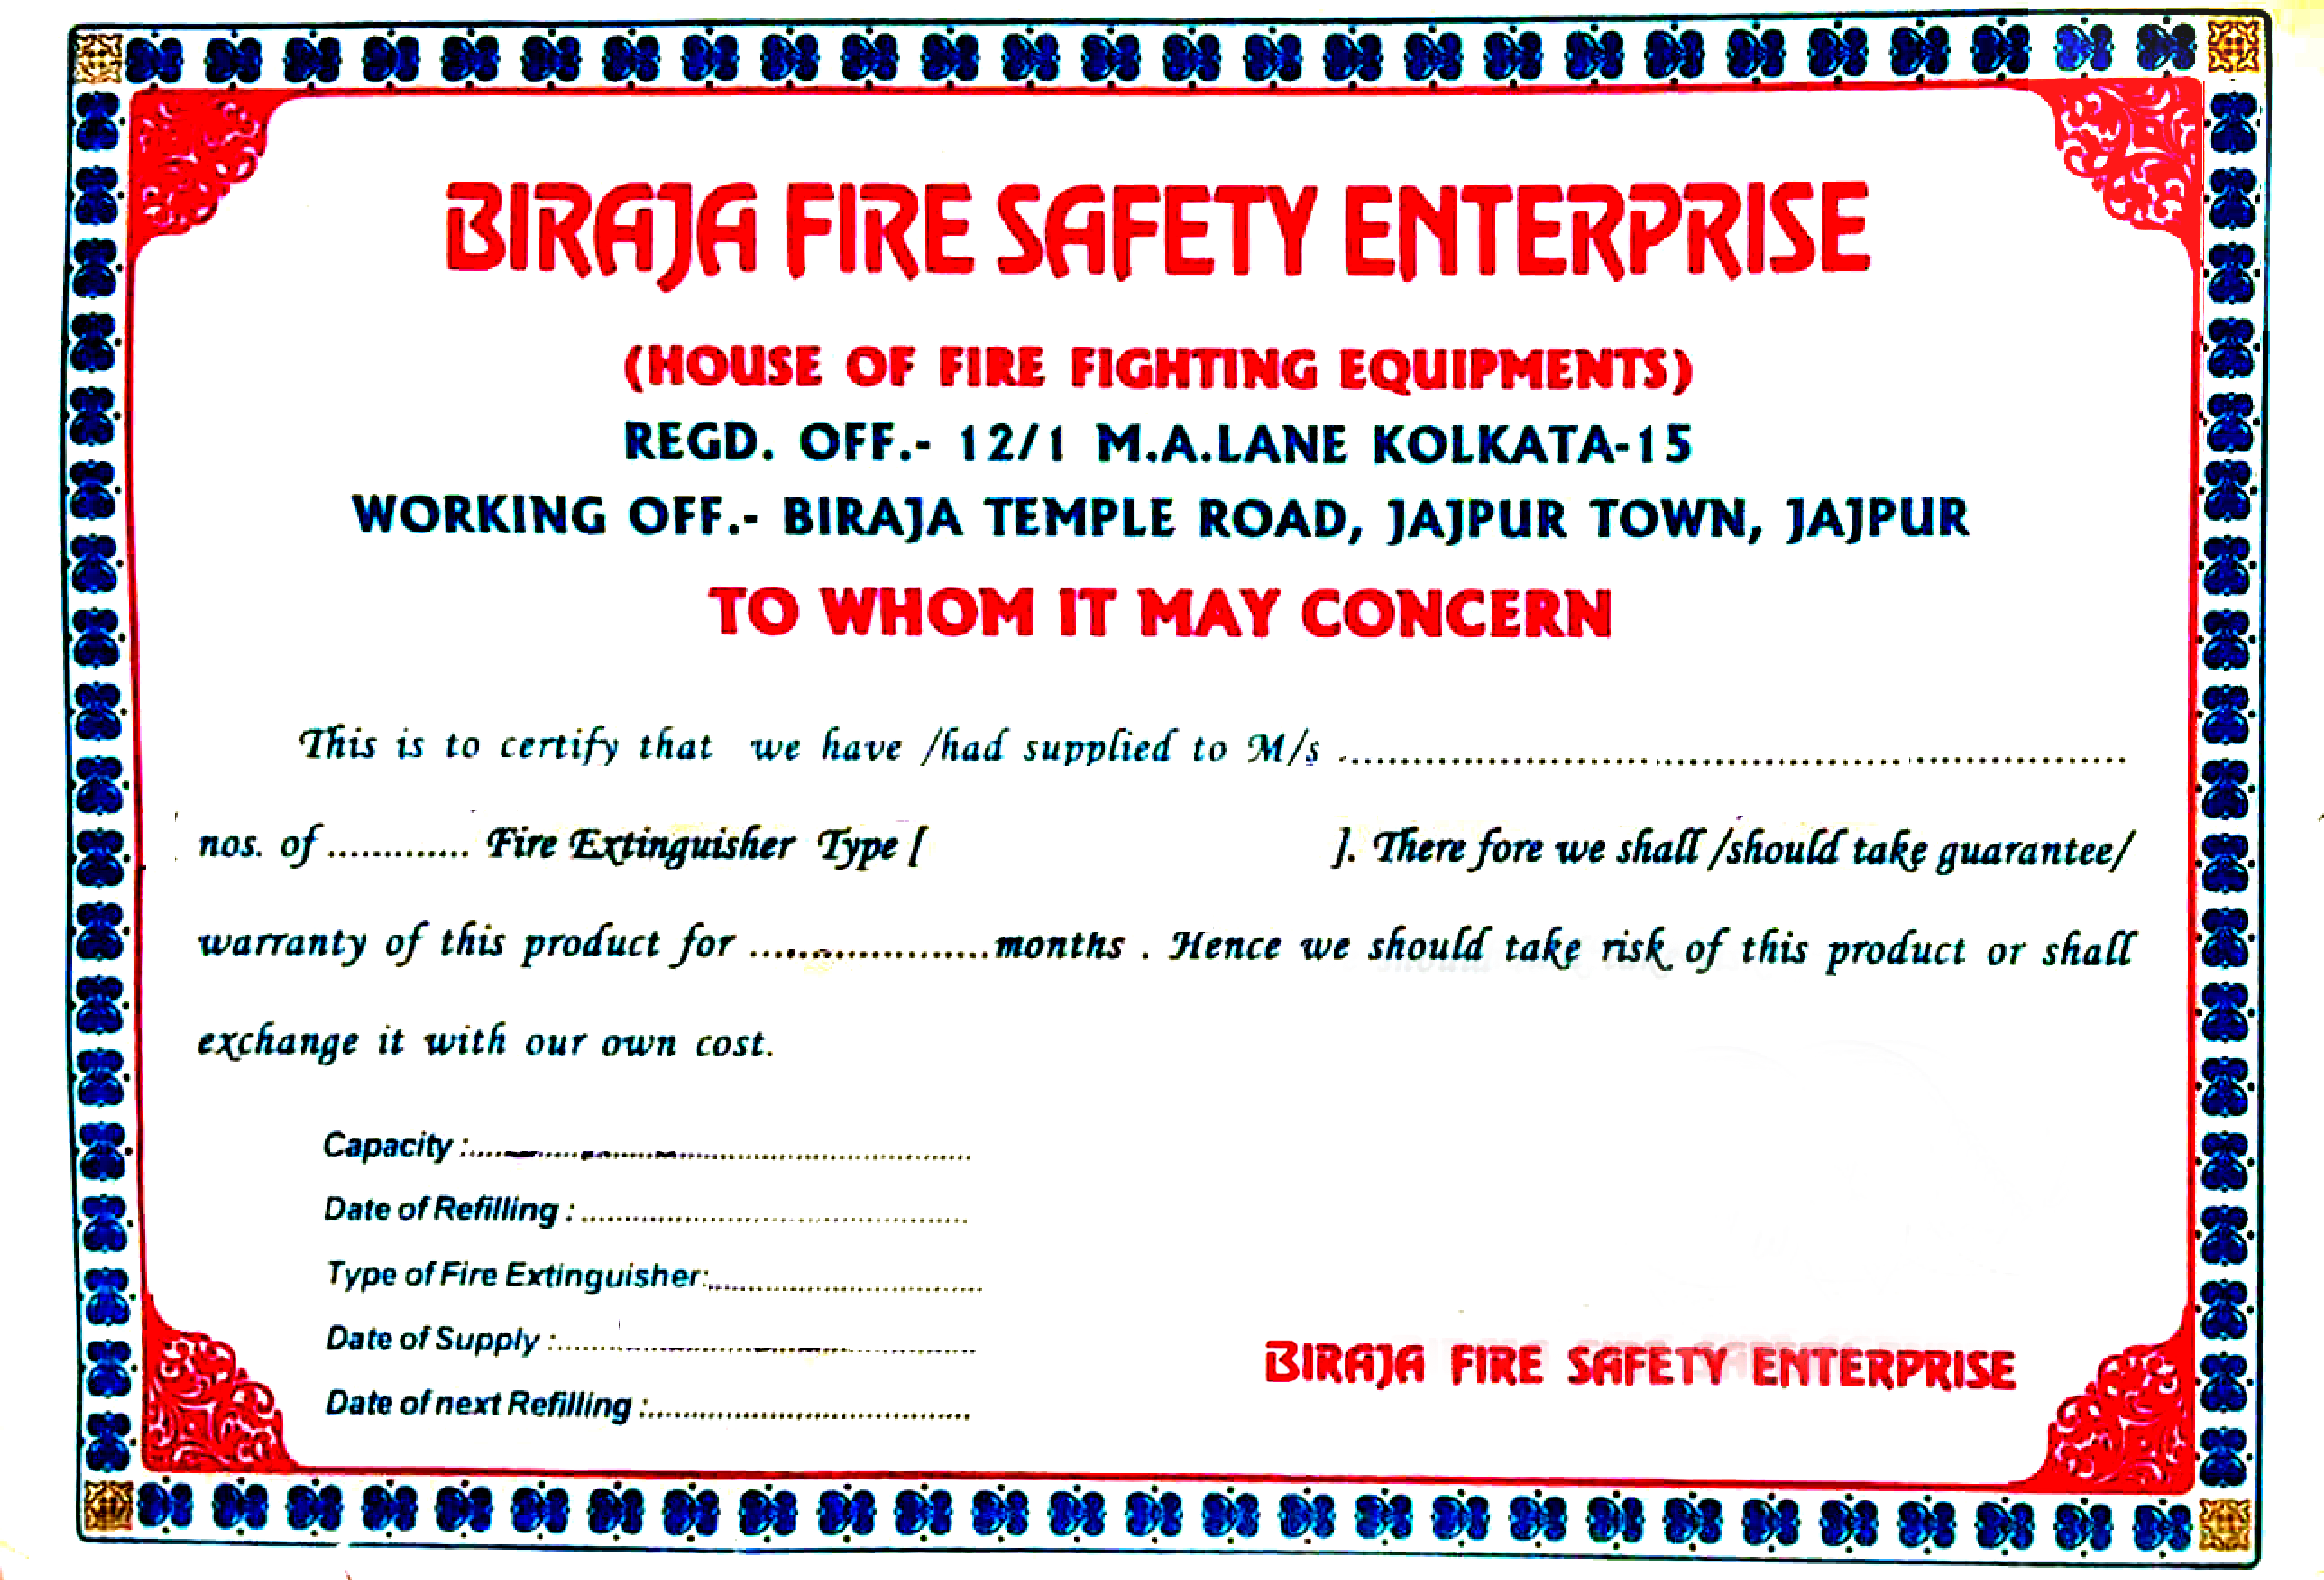 BIRAJA FIRE SAFETY ENTERPRISE
(HOUSE OF FIRE FIGHTING EQUIPMENTS)
REGD. OFF.- 12/1 M.A.LANE KOLKATA-15
WORKING OFF.- BIRAJA TEMPLE ROAD, JAJPUR TOWN, JAJPUR
TO WHOM IT MAY CONCERN
This is to certify that we have /had supplied to M/s ........................................................................
nos. of ............. Fire Extinguisher Type [ ]. There fore we shall /should take guarantee/
warranty of this product for ....................months . Hence we should take risk of this product or shall
exchange it with our own cost.
Capacity :..............................................................
Date of Refilling : ..................................................
Type of Fire Extinguisher:....................................
Date of Supply :......................................................
Date of next Refilling :..........................................
BIRAJA FIRE SAFETY ENTERPRISE